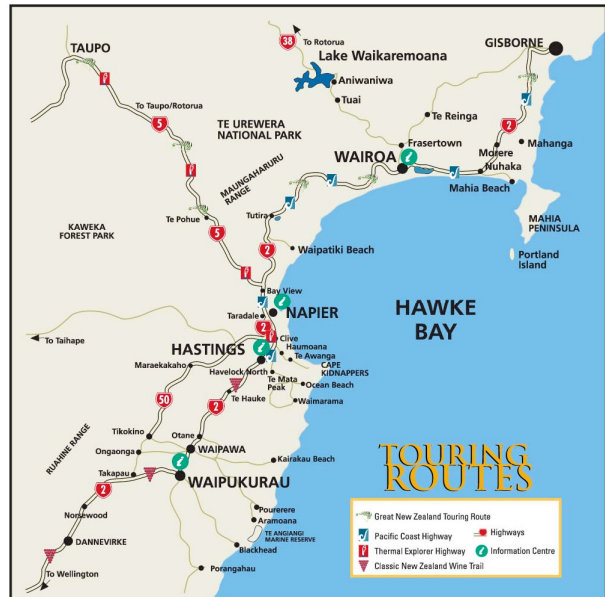 TAUPO
38
To Rotorua
Lake Waikaremoana
GISBORNE
Aniwaniwa
Tuai
To Taupo/Rotorua
5
TE UREWERA
NATIONAL PARK
Te Reinga
2
Frasertown
Morere
Mahanga
WAIROA
Nuhaka
Mahia Beach
MAUNGAHARURU
RANGE
MAHIA
PENINSULA
Te Pohue
Tutira
KAWEKA
FOREST PARK
5
2
Waipatiki Beach
Portland
Island
Bay View
NAPIER
HAWKE
BAY
Taradale
To Taihape
2
Clive
HASTINGS
Haumoana
Te Awanga
CAPE
KIDNAPPERS
Maraekakaho
Havelock North
Te Mata
Peak
Ocean Beach
50
Te Hauke
Waimarama
2
RUAHINE RANGE
Tikokino
Otane
Ongaonga
WAIPAWA
Kairakau Beach
Takapau
WAIPUKURAU
2
Norsewood
Pourerere
Aramoana
TE ANGIANGI
MARINE RESERVE
DANNEVIRKE
Blackhead
To Wellington
Porangahau
TOURING
ROUTES
Great New Zealand Touring Route
Pacific Coast Highway
Highways
Thermal Explorer Highway
Information Centre
Classic New Zealand Wine Trail